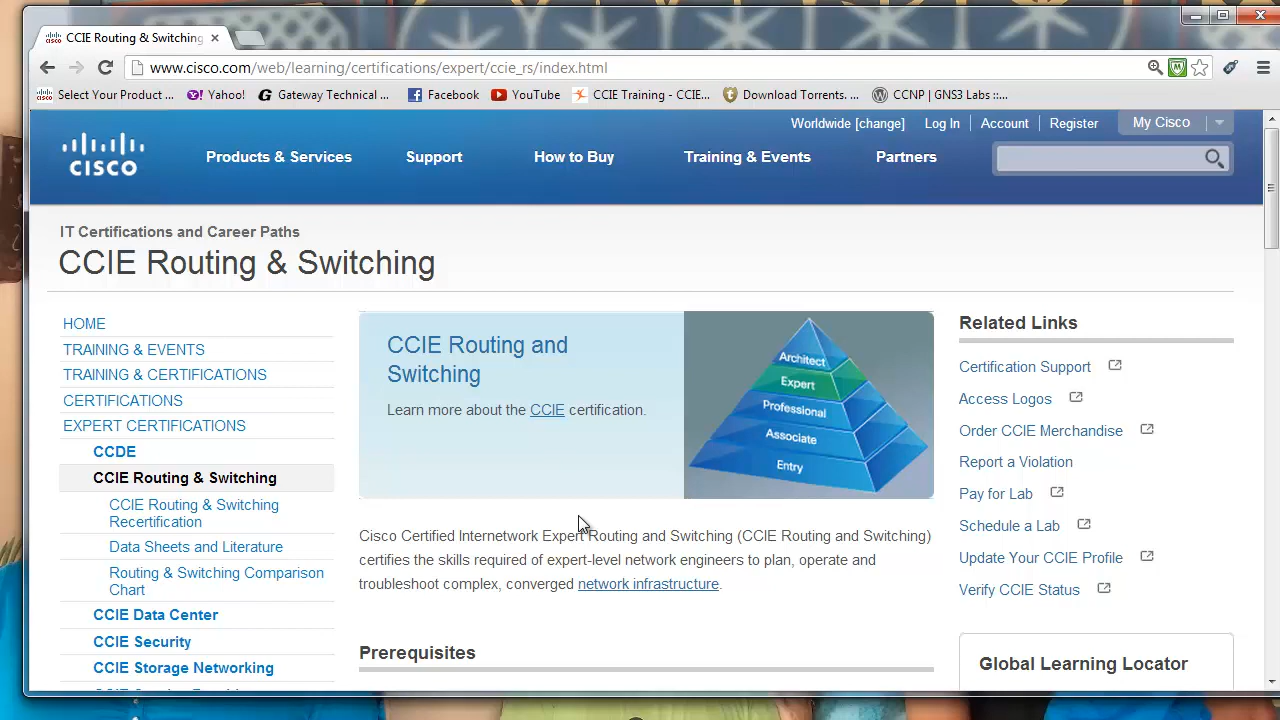 CCIE Routing & Switching
www.cisco.com/web/learning/certifications/expert/ccie_rs/index.html
Select Your Product ... Yahoo! Gateway Technical ... Facebook YouTube CCIE Training - CCIE... Download Torrents. ... CCNP | GNS3 Labs ::...
Worldwide [change] Log In Account Register My Cisco
CISCO Products & Services Support How to Buy Training & Events Partners
IT Certifications and Career Paths
CCIE Routing & Switching
HOME
TRAINING & EVENTS
TRAINING & CERTIFICATIONS
CERTIFICATIONS
EXPERT CERTIFICATIONS
CCDE
CCIE Routing & Switching
CCIE Routing & Switching
Recertification
Data Sheets and Literature
Routing & Switching Comparison
Chart
CCIE Data Center
CCIE Security
CCIE Storage Networking
CCIE Routing and
Switching
Learn more about the CCIE certification.
Architect
Expert
Professional
Associate
Entry
Cisco Certified Internetwork Expert Routing and Switching (CCIE Routing and Switching)
certifies the skills required of expert-level network engineers to plan, operate and
troubleshoot complex, converged network infrastructure.
Prerequisites
Related Links
Certification Support
Access Logos
Order CCIE Merchandise
Report a Violation
Pay for Lab
Schedule a Lab
Update Your CCIE Profile
Verify CCIE Status
Global Learning Locator